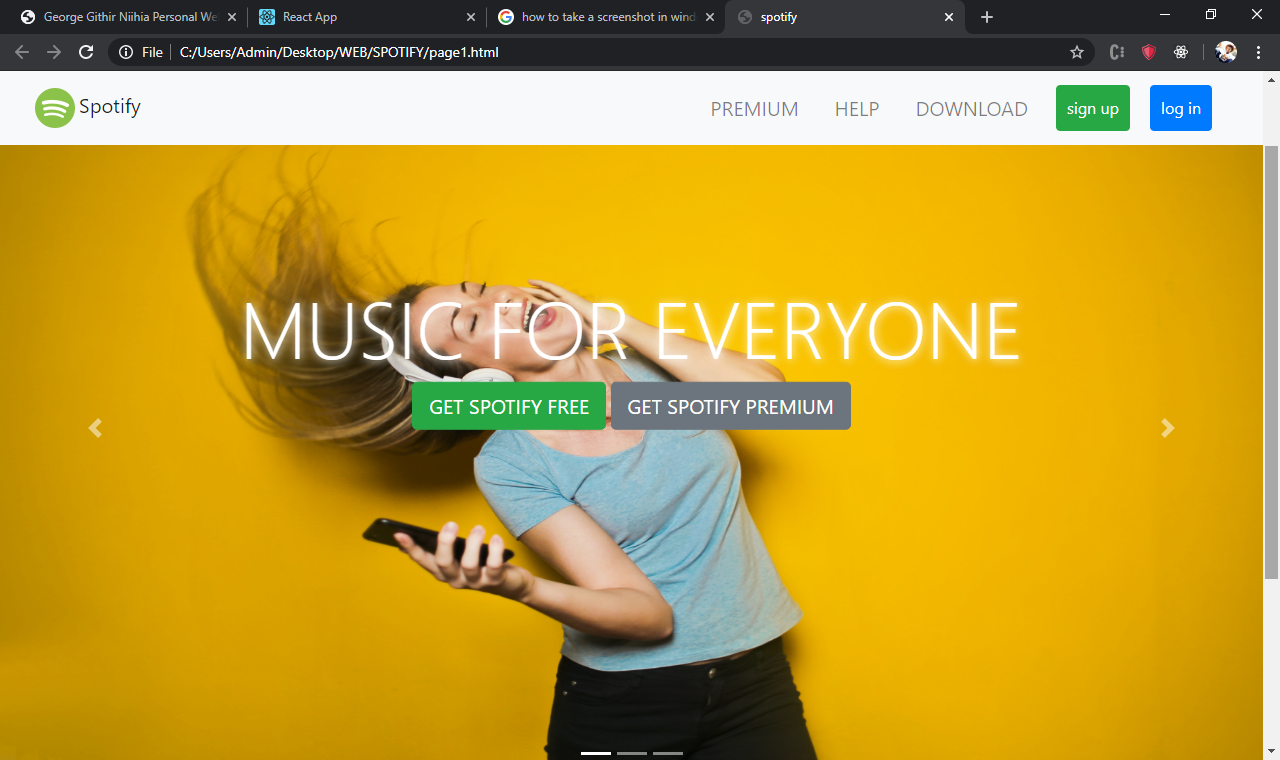 George Githir Niihia Personal We
React App
how to take a screenshot in wind
spotify
File
C:/Users/Admin/Desktop/WEB/SPOTIFY/page1.html
Spotify
PREMIUM
HELP
DOWNLOAD
sign up
log in
MUSIC FOR EVERYONE
GET SPOTIFY FREE
GET SPOTIFY PREMIUM